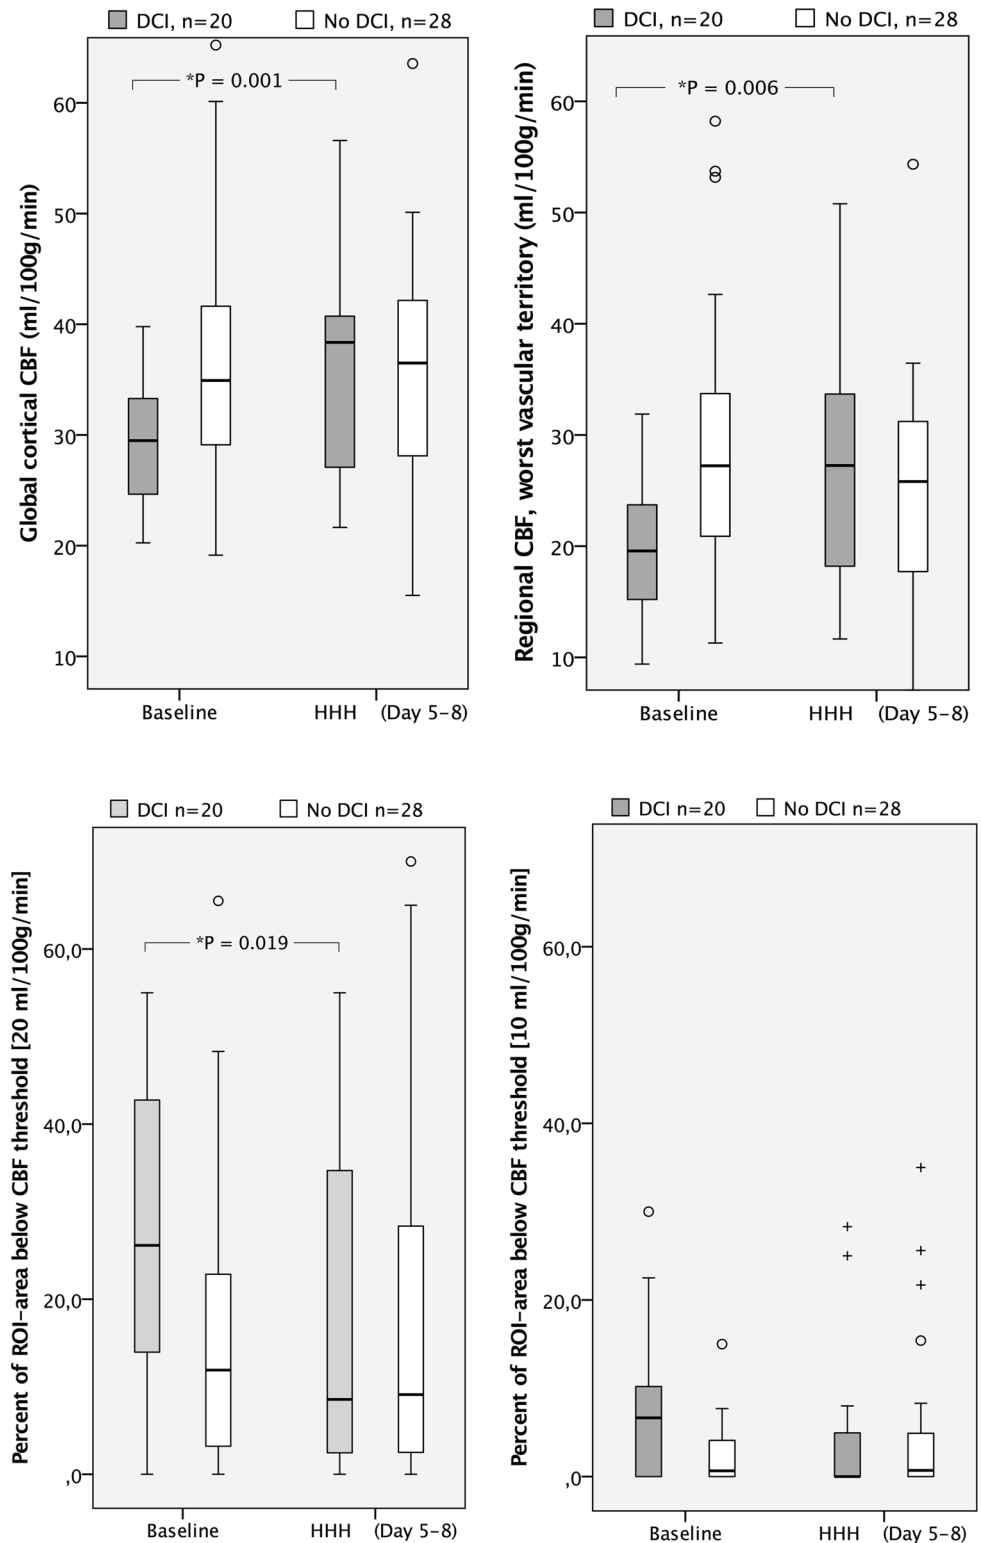 DCI, n=20 No DCI, n=28
*P = 0.001
60
50
40
30
20
10
Global cortical CBF (ml/100g/min)
Baseline HHH (Day 5-8)
DCI, n=20 No DCI, n=28
*P = 0.006
60
50
40
30
20
10
Regional CBF, worst vascular territory (ml/100g/min)
Baseline HHH (Day 5-8)
DCI n=20 No DCI n=28
*P = 0.019
60,0
40,0
20,0
,0
Percent of ROI-area below CBF threshold [20 ml/100g/min]
Baseline HHH (Day 5-8)
DCI n=20 No DCI n=28
60,0
40,0
20,0
,0
Percent of ROI-area below CBF threshold [10 ml/100g/min]
Baseline HHH (Day 5-8)